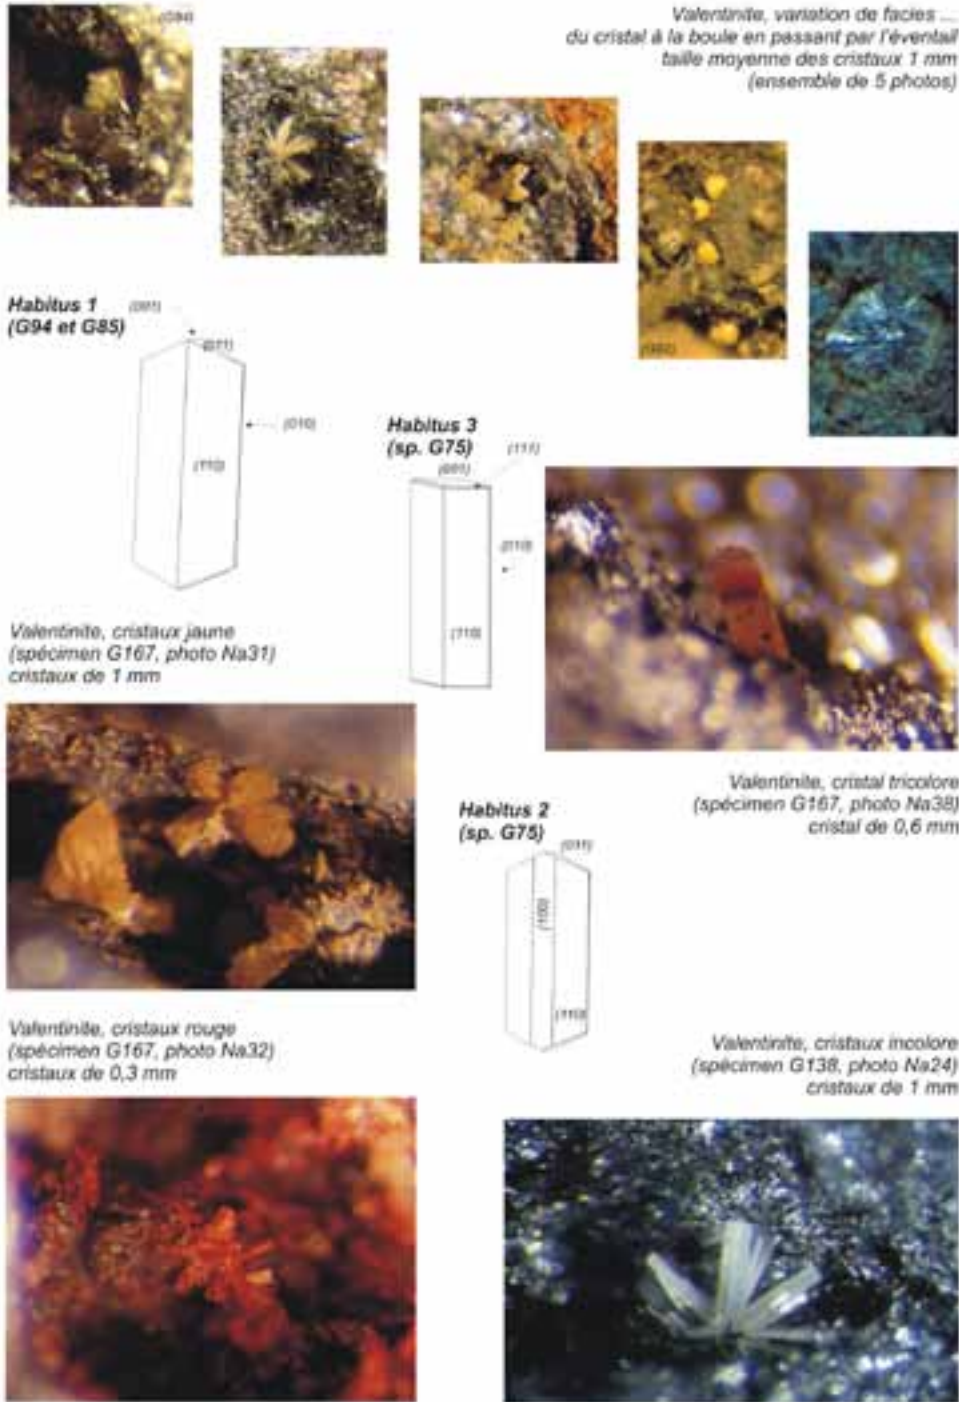 (G94)
Valentinite, variation de facies ...
du cristal à la boule en passant par l'éventail
taille moyenne des cristaux 1 mm
(ensemble de 5 photos)
Habitus 1
(G94 et G85)
(001)
(011)
(010)
(110)
Habitus 3
(sp. G75)
(111)
(001)
(010)
(110)
Valentinite, cristaux jaune
(spécimen G167, photo Na31)
cristaux de 1 mm
Valentinite, cristal tricolore
(spécimen G167, photo Na38)
cristal de 0,6 mm
Habitus 2
(sp. G75)
(011)
(100)
(110)
Valentinite, cristaux rouge
(spécimen G167, photo Na32)
cristaux de 0,3 mm
Valentinite, cristaux incolore
(spécimen G138, photo Na24)
cristaux de 1 mm